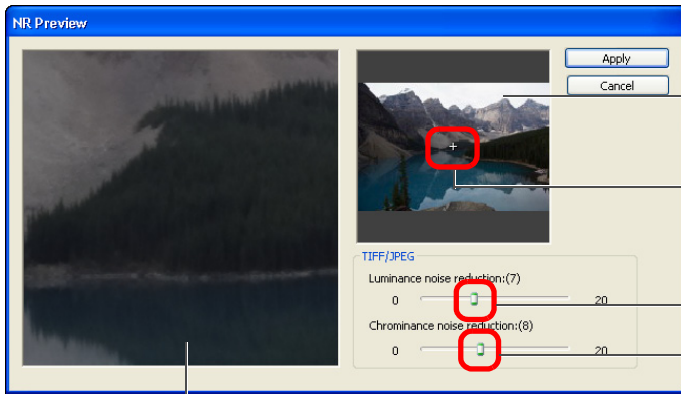 NR Preview
Apply
Cancel
TIFF/JPEG
Luminance noise reduction:(7)
0 20
Chrominance noise reduction:(8)
0 20